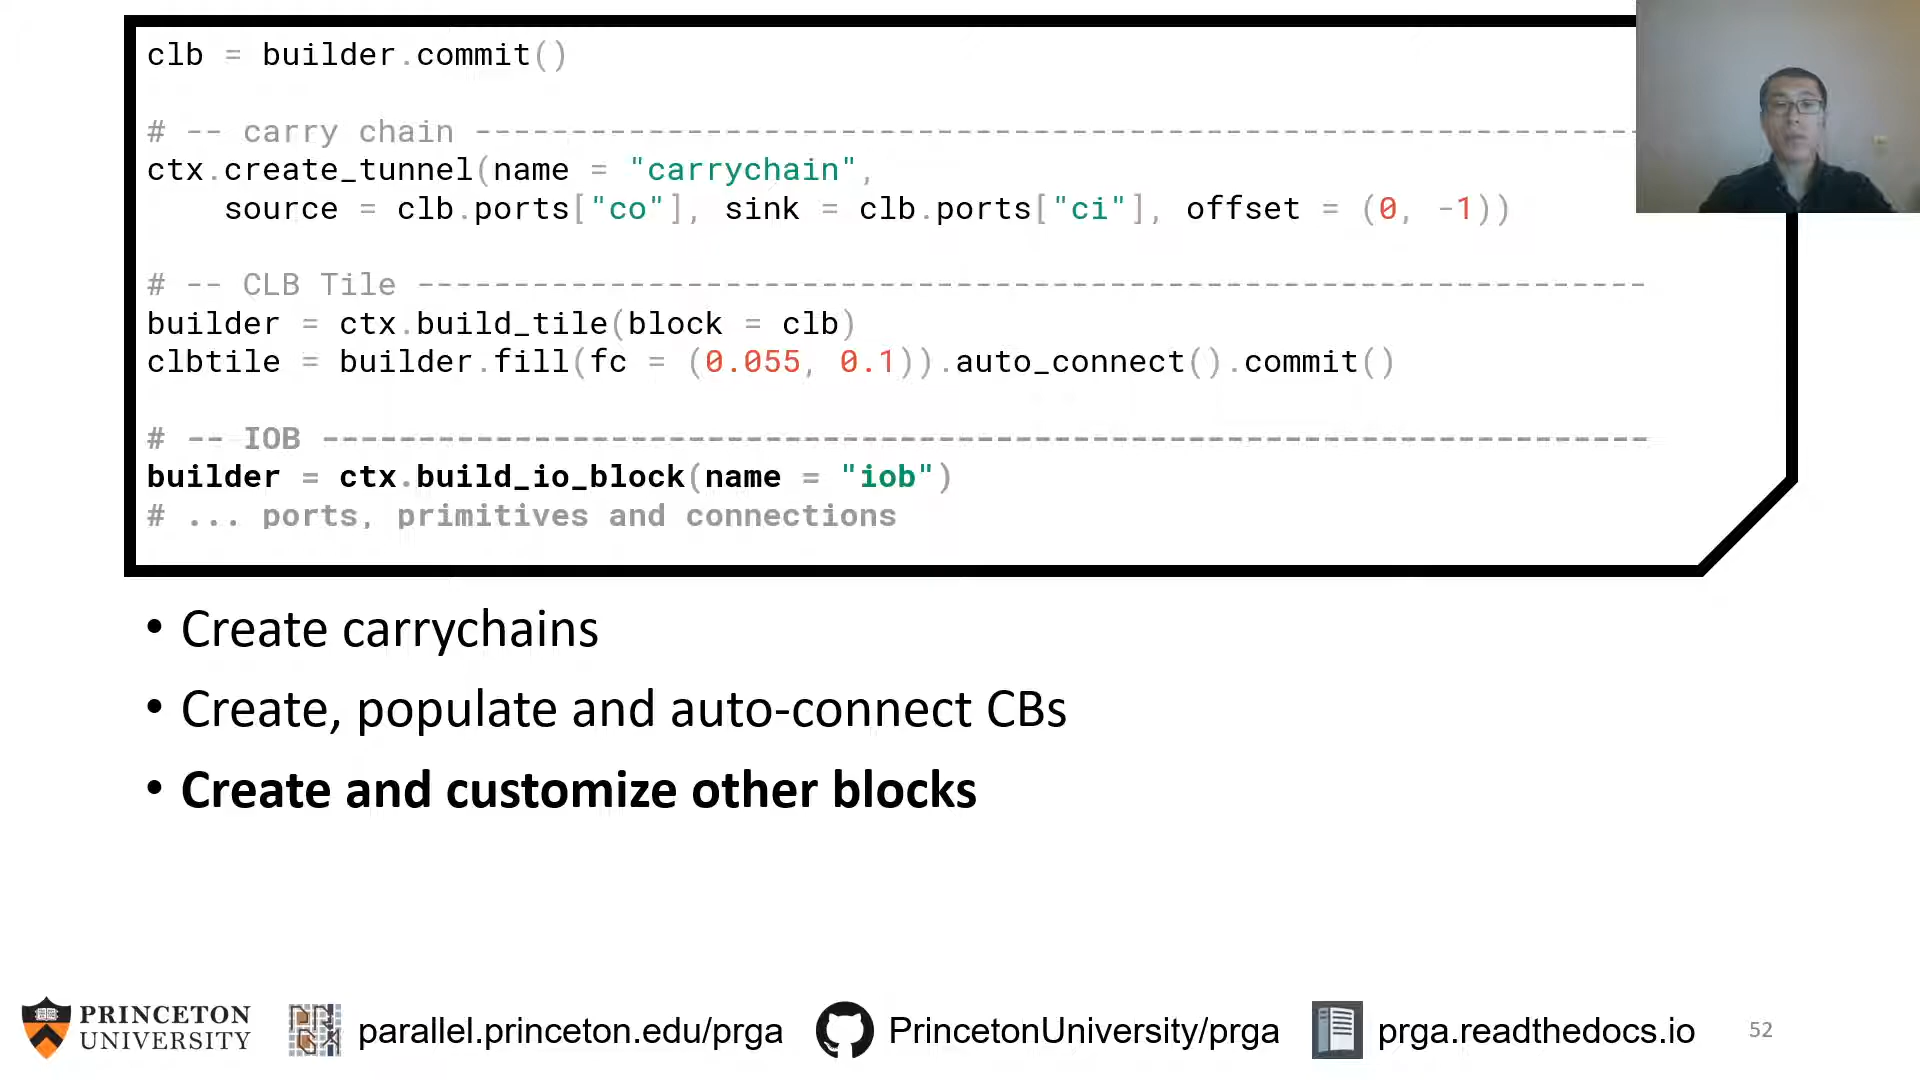 clb = builder.commit()
# -- carry chain -------------------------------------------------------------
ctx.create_tunnel(name = "carrychain",
source = clb.ports["co"], sink = clb.ports["ci"], offset = (0, -1))
# -- CLB Tile ----------------------------------------------------------------
builder = ctx.build_tile(block = clb)
clbtile = builder.fill(fc = (0.055, 0.1)).auto_connect().commit()
# -- IOB ---------------------------------------------------------------------
builder = ctx.build_io_block(name = "iob")
# ... ports, primitives and connections
• Create carrychains
• Create, populate and auto-connect CBs
• Create and customize other blocks
PRINCETON
UNIVERSITY
parallel.princeton.edu/prga
PrincetonUniversity/prga
prga.readthedocs.io
52